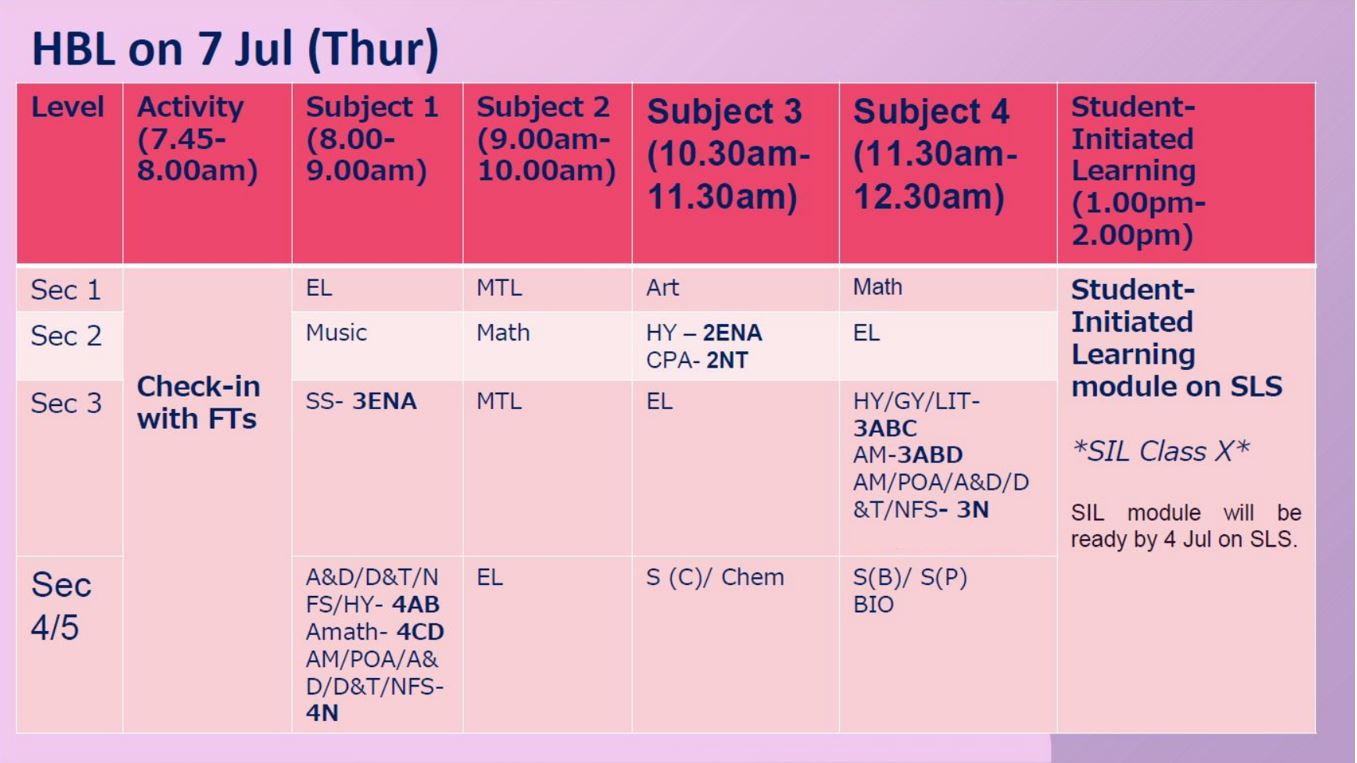 HBL on 7 Jul (Thur)
Level
Activity
(7.45-
8.00am)
Subject 1
(8.00-
9.00am)
Subject 2
(9.00am-
10.00am)
Subject 3
(10.30am-
11.30am)
Subject 4
(11.30am-
12.30am)
Student-
Initiated
Learning
(1.00pm-
2.00pm)
Sec 1
Check-in
with FTs
EL
MTL
Art
Math
Student-
Initiated
Learning
module on SLS
*SIL Class X*
SIL module will be
ready by 4 Jul on SLS.
Sec 2
Music
Math
HY – 2ENA
CPA- 2NT
EL
Sec 3
SS- 3ENA
MTL
EL
HY/GY/LIT-
3ABC
AM-3ABD
AM/POA/A&D/D
&T/NFS- 3N
Sec
4/5
A&D/D&T/N
FS/HY- 4AB
Amath- 4CD
AM/POA/A&
D/D&T/NFS-
4N
EL
S (C)/ Chem
S(B)/ S(P)
BIO